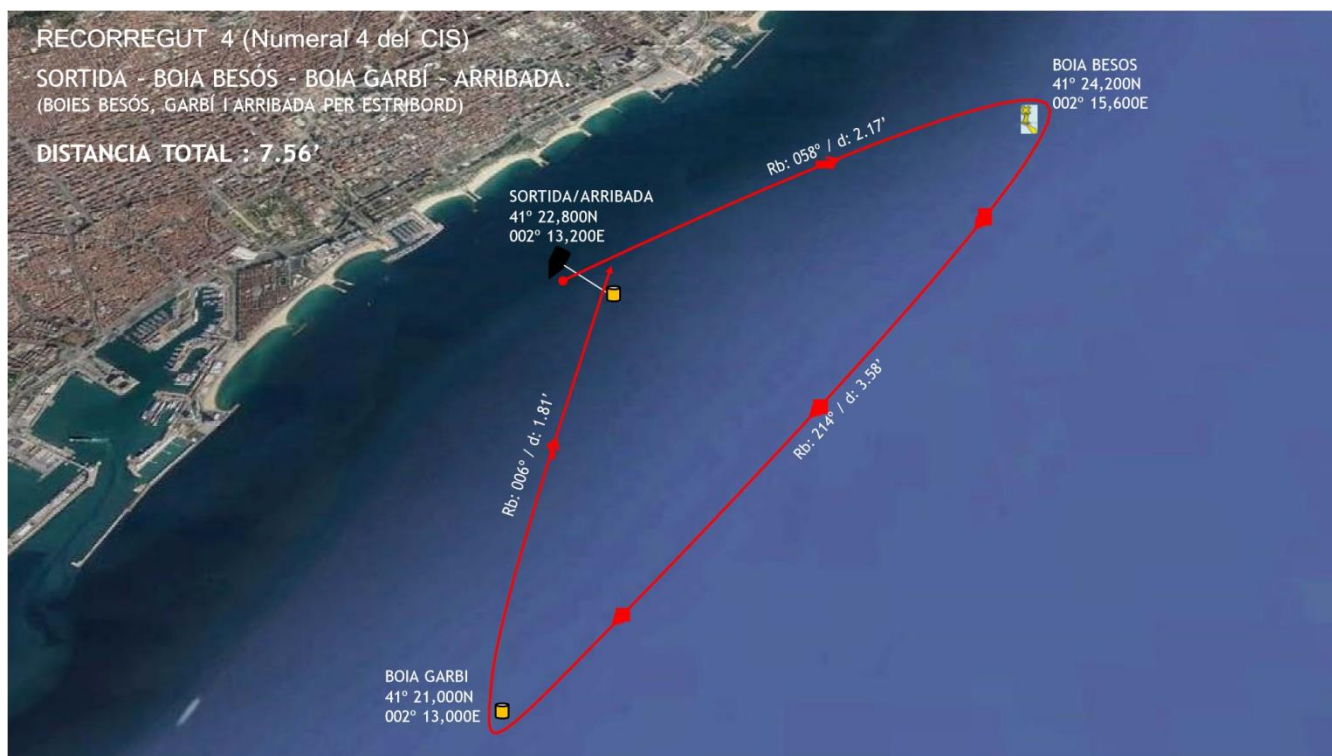 RECORREGUT 4 (Numeral 4 del CIS)
SORTIDA - BOIA BESÓS - BOIA GARBÍ - ARRIBADA.
(BOIES BESÓS, GARBÍ I ARRIBADA PER ESTRIBORD)
DISTANCIA TOTAL : 7.56’
BOIA BESOS
41º 24,200N
002º 15,600E
Rb: 058º / d: 2.17’
SORTIDA/ARRIBADA
41º 22,800N
002º 13,200E
Rb: 214º / d: 3.58’
Rb: 006º / d: 1.81’
BOIA GARBI
41º 21,000N
002º 13,000E